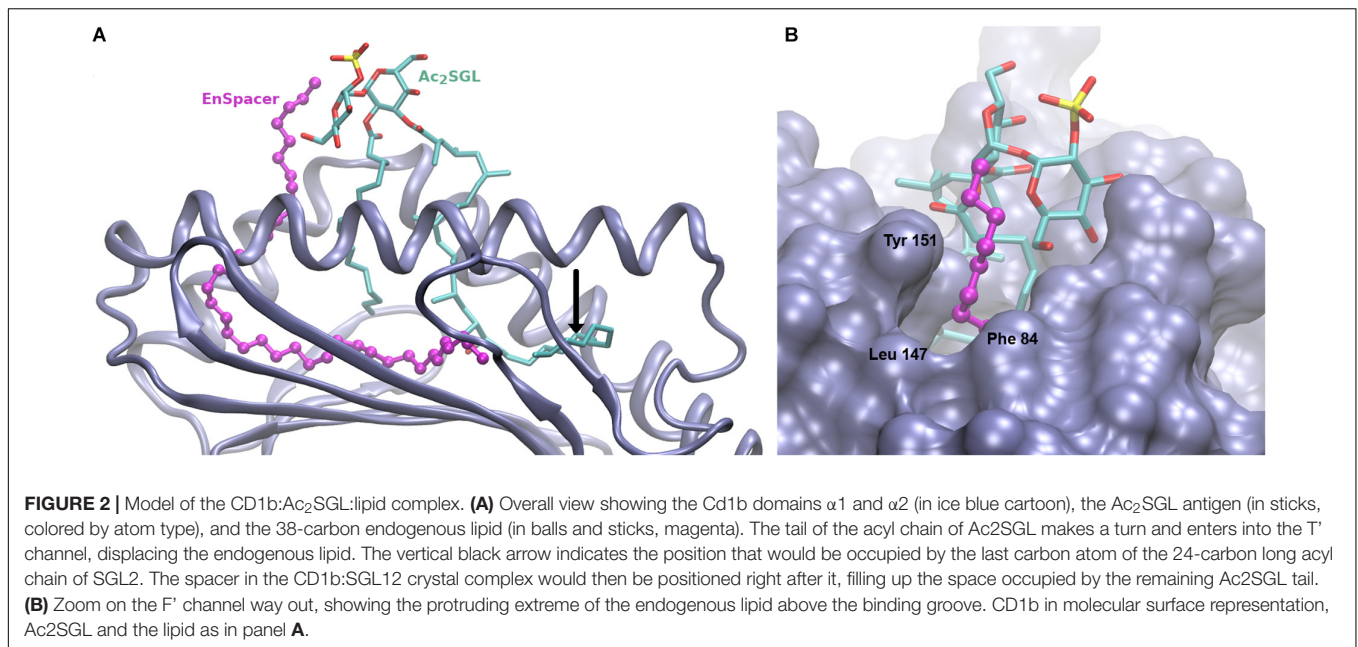 A
EnSpacer
Ac₂SGL
B
Tyr 151
Leu 147
Phe 84
FIGURE 2 | Model of the CD1b:Ac₂SGL:lipid complex. (A) Overall view showing the Cd1b domains α1 and α2 (in ice blue cartoon), the Ac₂SGL antigen (in sticks,
colored by atom type), and the 38-carbon endogenous lipid (in balls and sticks, magenta). The tail of the acyl chain of Ac2SGL makes a turn and enters into the T'
channel, displacing the endogenous lipid. The vertical black arrow indicates the position that would be occupied by the last carbon atom of the 24-carbon long acyl
chain of SGL2. The spacer in the CD1b:SGL12 crystal complex would then be positioned right after it, filling up the space occupied by the remaining Ac2SGL tail.
(B) Zoom on the F' channel way out, showing the protruding extreme of the endogenous lipid above the binding groove. CD1b in molecular surface representation,
Ac2SGL and the lipid as in panel A.